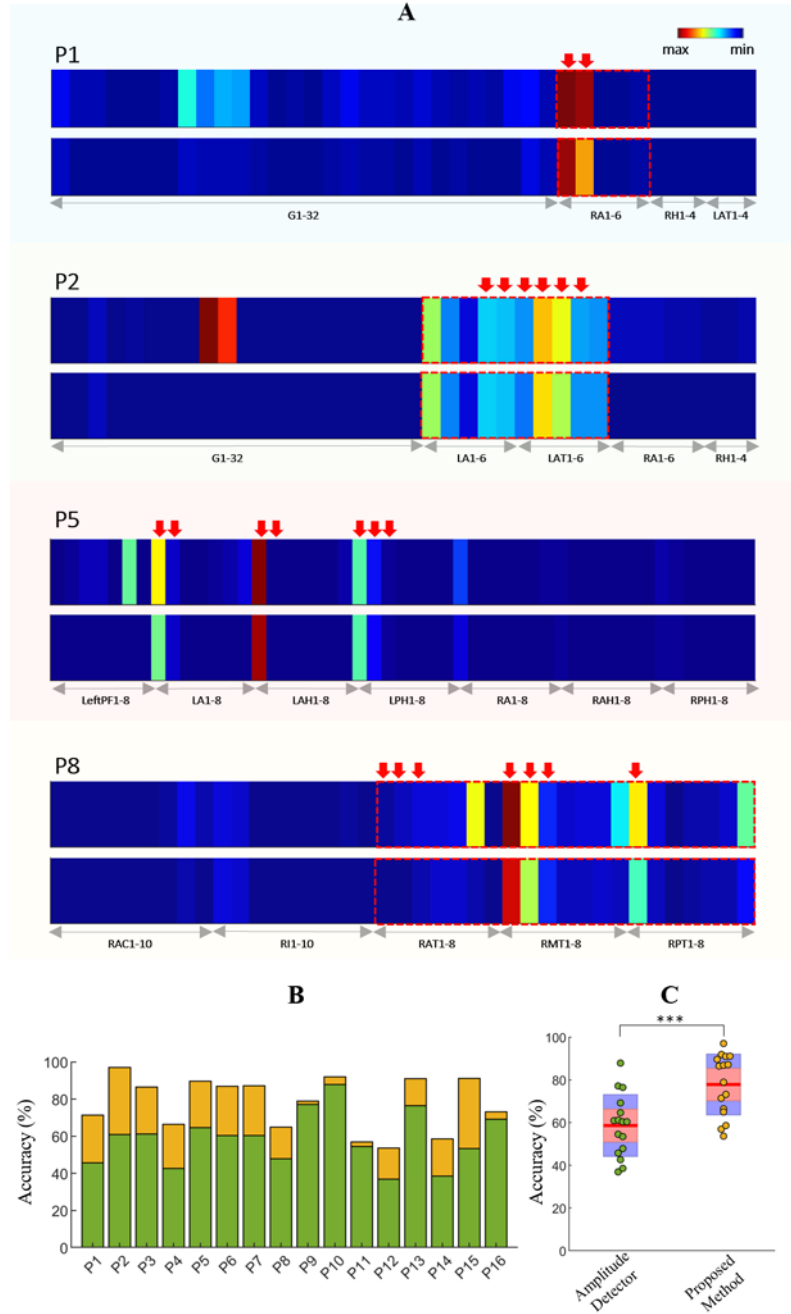 A
P1
max min
G1-32 RA1-6 RH1-4 LAT1-4
P2
G1-32 LA1-6 LAT1-6 RA1-6 RH1-4
P5
LeftPF1-8 LA1-8 LAH1-8 LPH1-8 RA1-8 RAH1-8 RPH1-8
P8
RAC1-10 RI1-10 RAT1-8 RMT1-8 RPT1-8
B
Accuracy (%)
100
80
60
40
20
0
P1 P2 P3 P4 P5 P6 P7 P8 P9 P10 P11 P12 P13 P14 P15 P16
C
***
Accuracy (%)
100
80
60
40
20
0
Amplitude
Detector
Proposed
Method